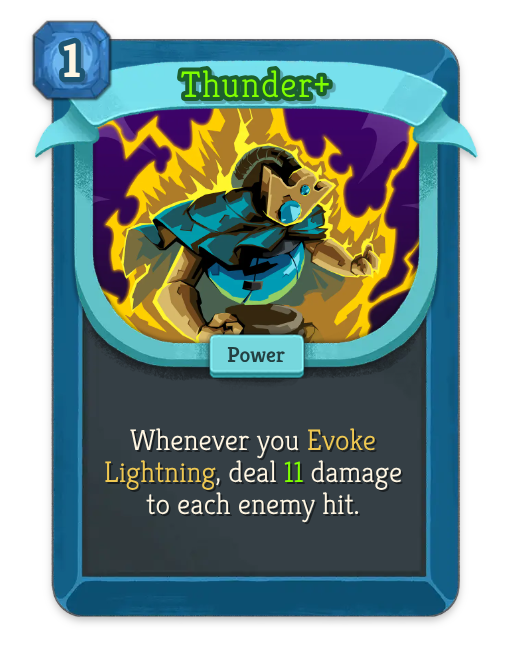 1
Thunder+
Power
Whenever you Evoke
Lightning, deal 11 damage
to each enemy hit.